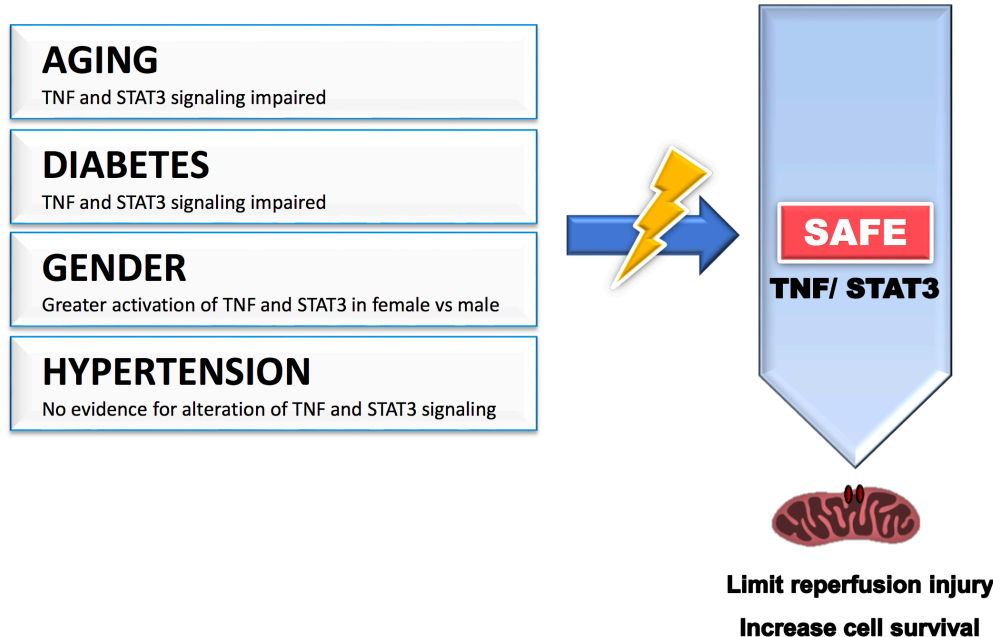 AGING
TNF and STAT3 signaling impaired
DIABETES
TNF and STAT3 signaling impaired
GENDER
Greater activation of TNF and STAT3 in female vs male
HYPERTENSION
No evidence for alteration of TNF and STAT3 signaling
SAFE
TNF/ STAT3
Limit reperfusion injury
Increase cell survival